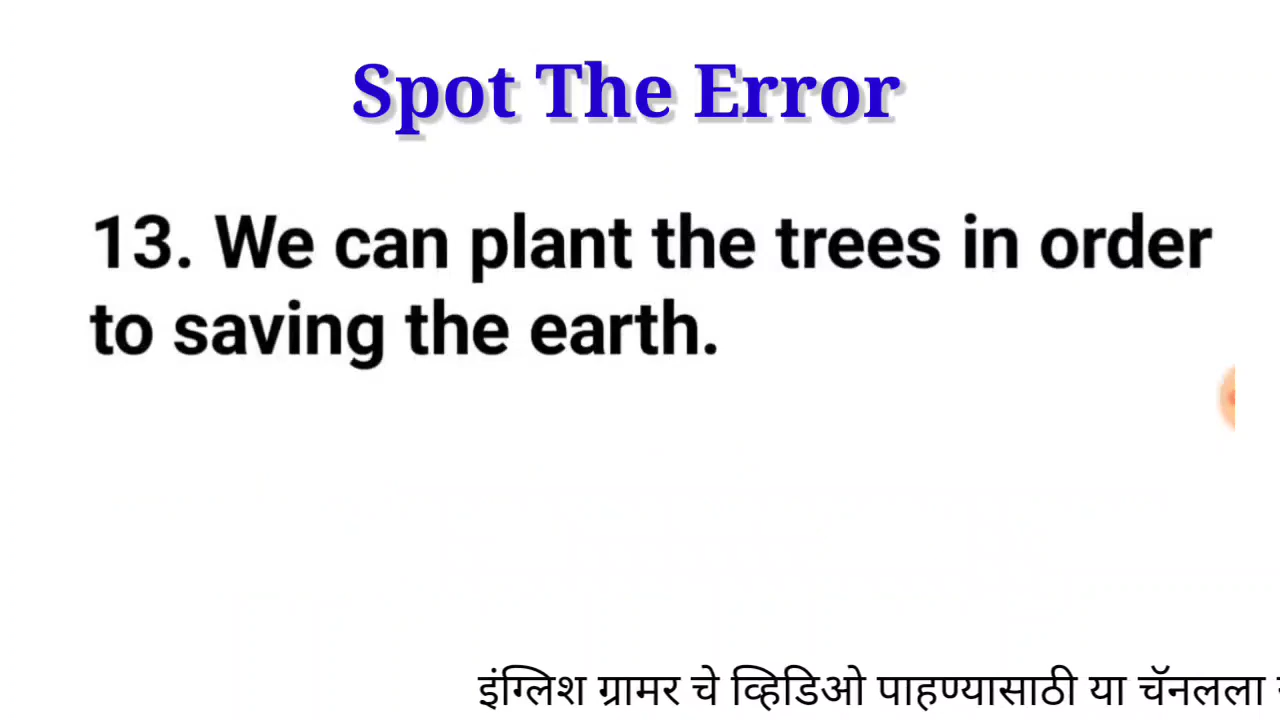 Spot The Error
13. We can plant the trees in order
to saving the earth.
इंग्लिश ग्रामर चे व्हिडिओ पाहण्यासाठी या चॅनलला